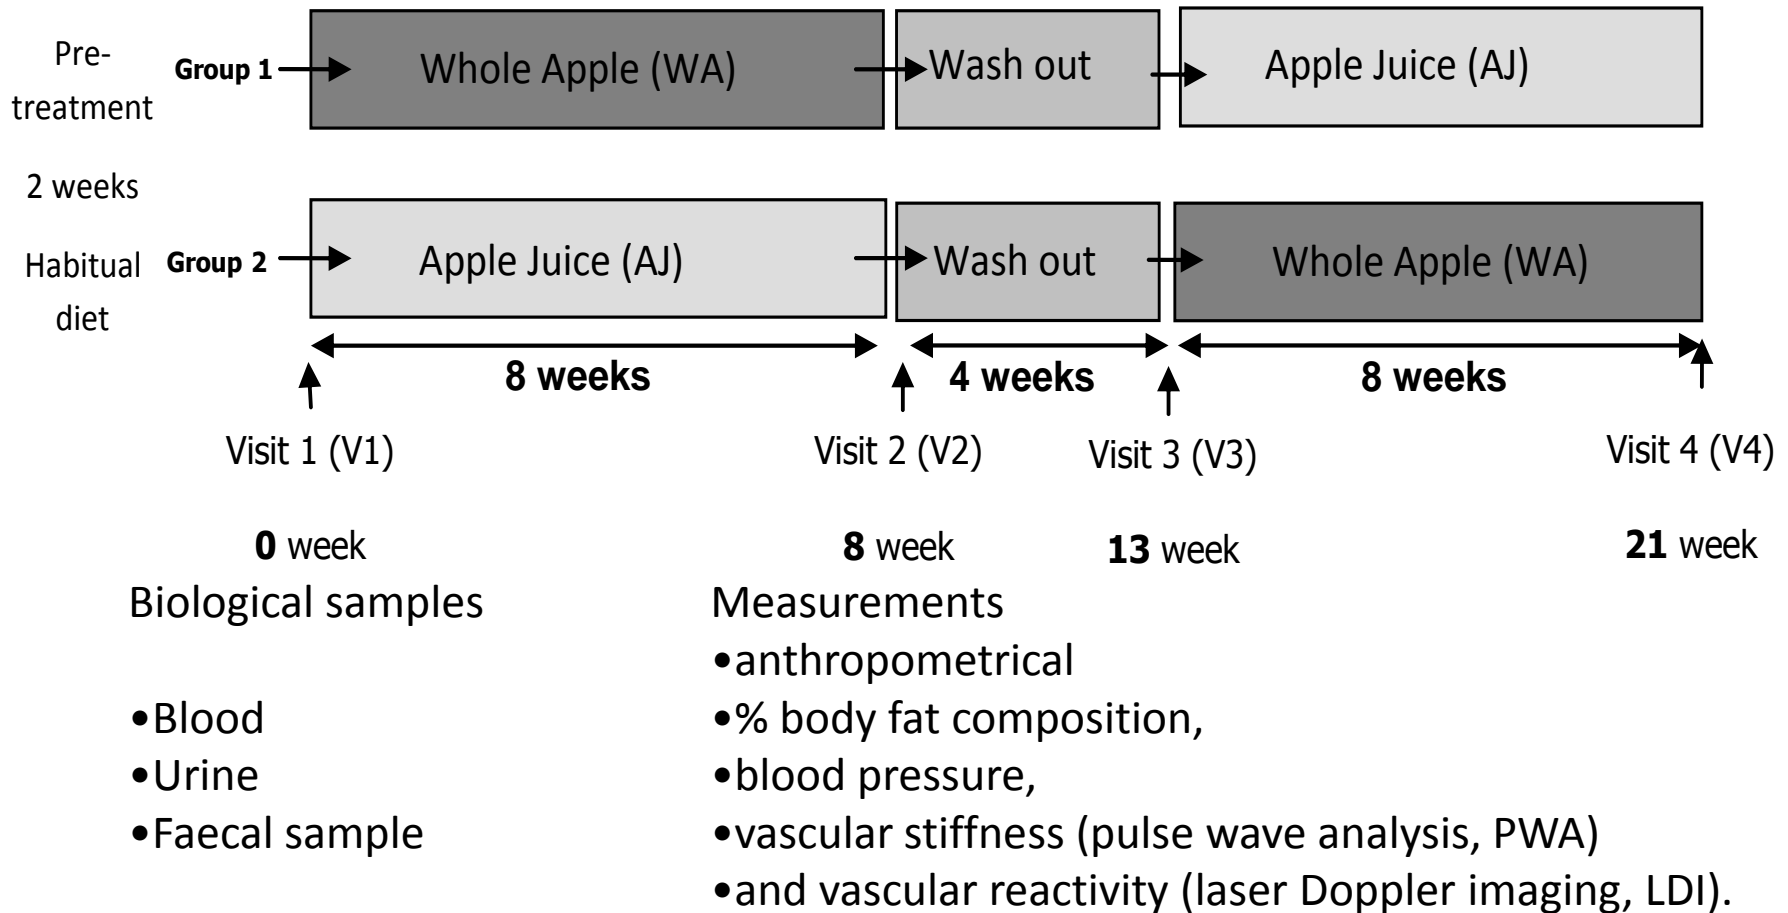 Pre-
treatment
2 weeks
Habitual
diet
Group 1
Whole Apple (WA)
Wash out
Apple Juice (AJ)
Group 2
Apple Juice (AJ)
Wash out
Whole Apple (WA)
8 weeks
4 weeks
8 weeks
Visit 1 (V1)
Visit 2 (V2)
Visit 3 (V3)
Visit 4 (V4)
0 week
8 week
13 week
21 week
Biological samples
•Blood
•Urine
•Faecal sample
Measurements
•anthropometrical
•% body fat composition,
•blood pressure,
•vascular stiffness (pulse wave analysis, PWA)
•and vascular reactivity (laser Doppler imaging, LDI).